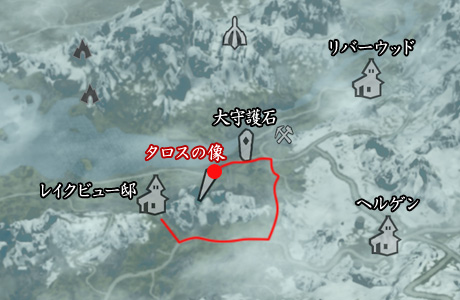 リバーウッド
大守護石
タロスの像
レイクビュー邸
ヘルゲン